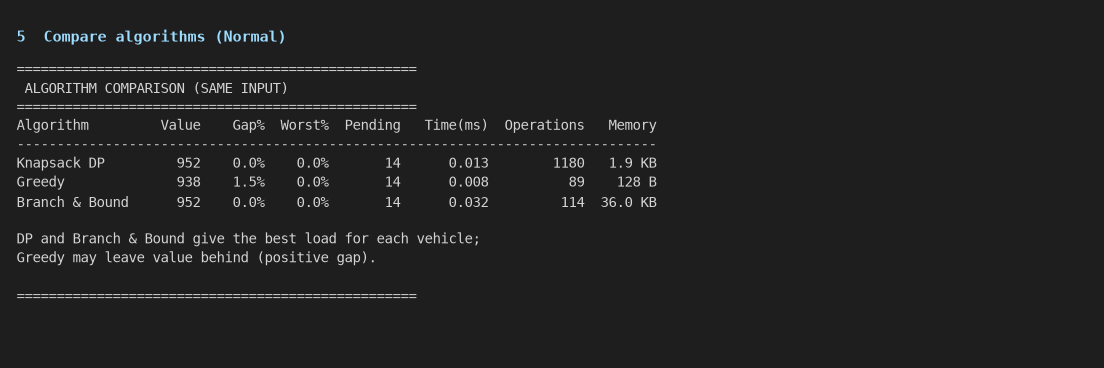 5  Compare algorithms (Normal)
==================================================
 ALGORITHM COMPARISON (SAME INPUT)
==================================================
Algorithm         Value    Gap%  Worst%  Pending   Time(ms)  Operations   Memory
--------------------------------------------------------------------------------
Knapsack DP         952    0.0%    0.0%       14      0.013        1180   1.9 KB
Greedy              938    1.5%    0.0%       14      0.008          89    128 B
Branch & Bound      952    0.0%    0.0%       14      0.032         114  36.0 KB
DP and Branch & Bound give the best load for each vehicle;
Greedy may leave value behind (positive gap).
==================================================